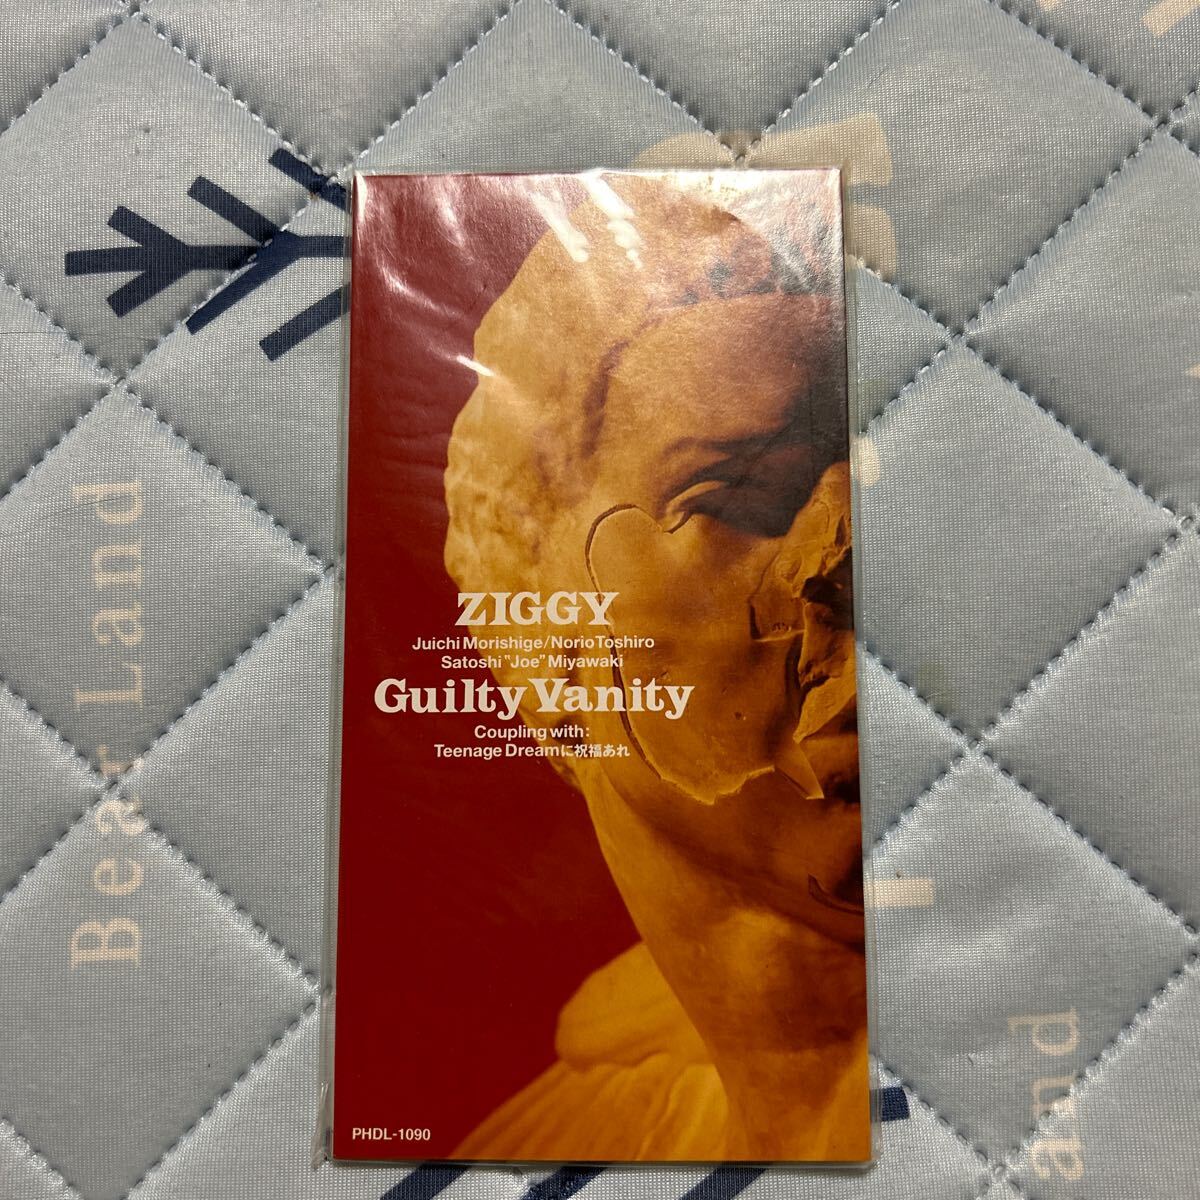 ZIGGY
Juichi Morishige/Norio Toshiro
Satoshi "Joe" Miyawaki
Guilty Vanity
Coupling with:
Teenage Dreamに祝福あれ
PHDL-1090
Bear Land
and